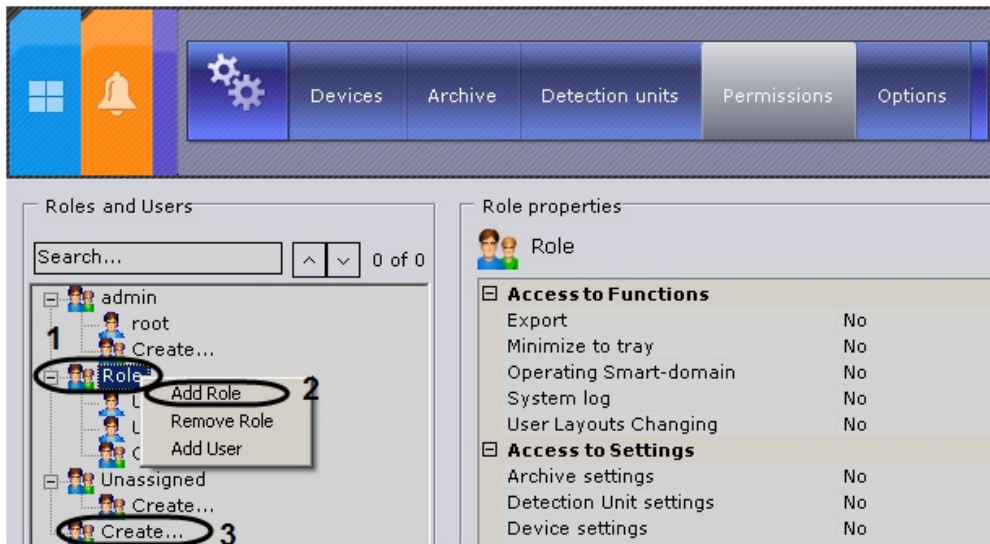 Devices Archive Detection units Permissions Options
Roles and Users
Search... 0 of 0
admin
root
1
Create...
Role
Add Role 2
Remove Role
Add User
Unassigned
Create...
Create... 3
Role properties
Role
Access to Functions
Export No
Minimize to tray No
Operating Smart-domain No
System log No
User Layouts Changing No
Access to Settings
Archive settings No
Detection Unit settings No
Device settings No